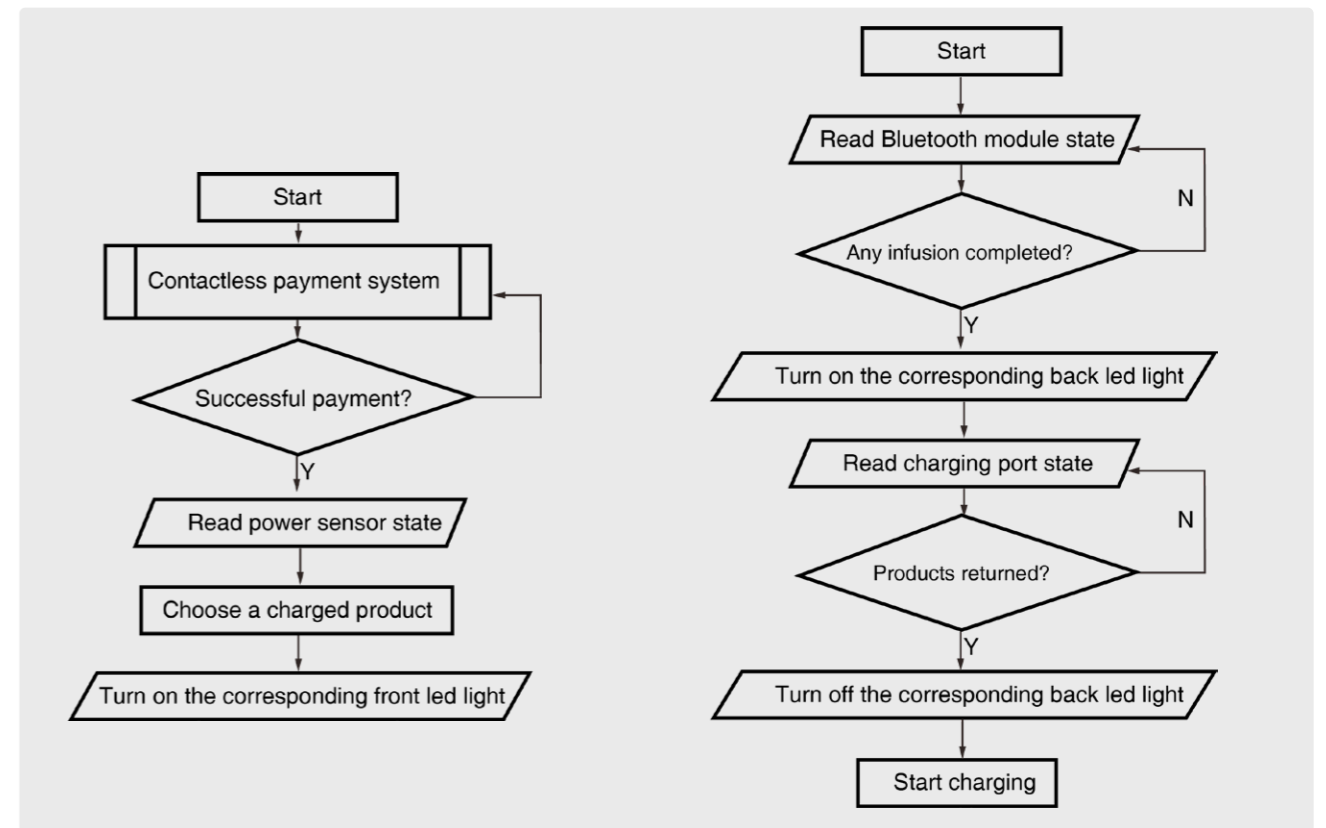 Start
Contactless payment system
Successful payment?
Y
Read power sensor state
Choose a charged product
Turn on the corresponding front led light
Start
Read Bluetooth module state
N
Any infusion completed?
Y
Turn on the corresponding back led light
Read charging port state
N
Products returned?
Y
Turn off the corresponding back led light
Start charging